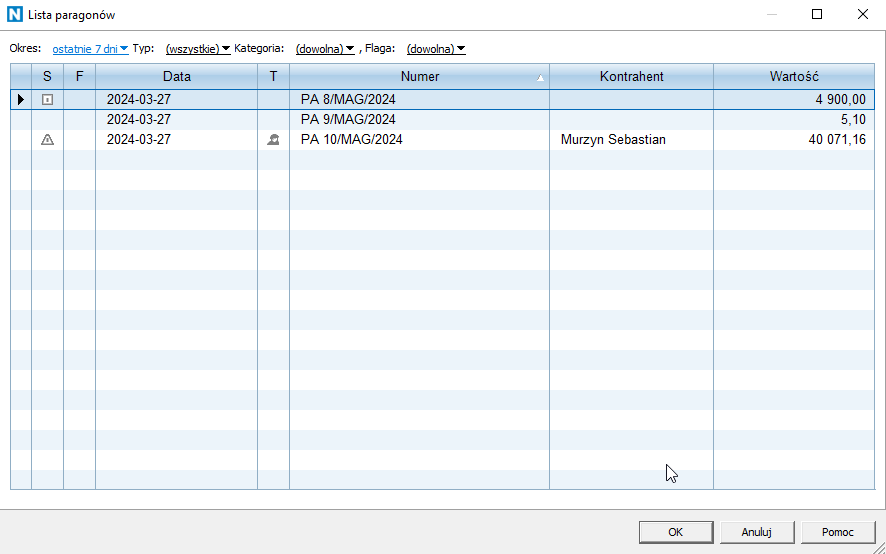 Lista paragonów
Okres: ostatnie 7 dni Typ: (wszystkie) Kategoria: (dowolna) , Flaga: (dowolna)
S F Data T Numer Kontrahent Wartość
2024-03-27 PA 8/MAG/2024 4 900,00
2024-03-27 PA 9/MAG/2024 5,10
2024-03-27 PA 10/MAG/2024 Murzyn Sebastian 40 071,16
OK Anuluj Pomoc